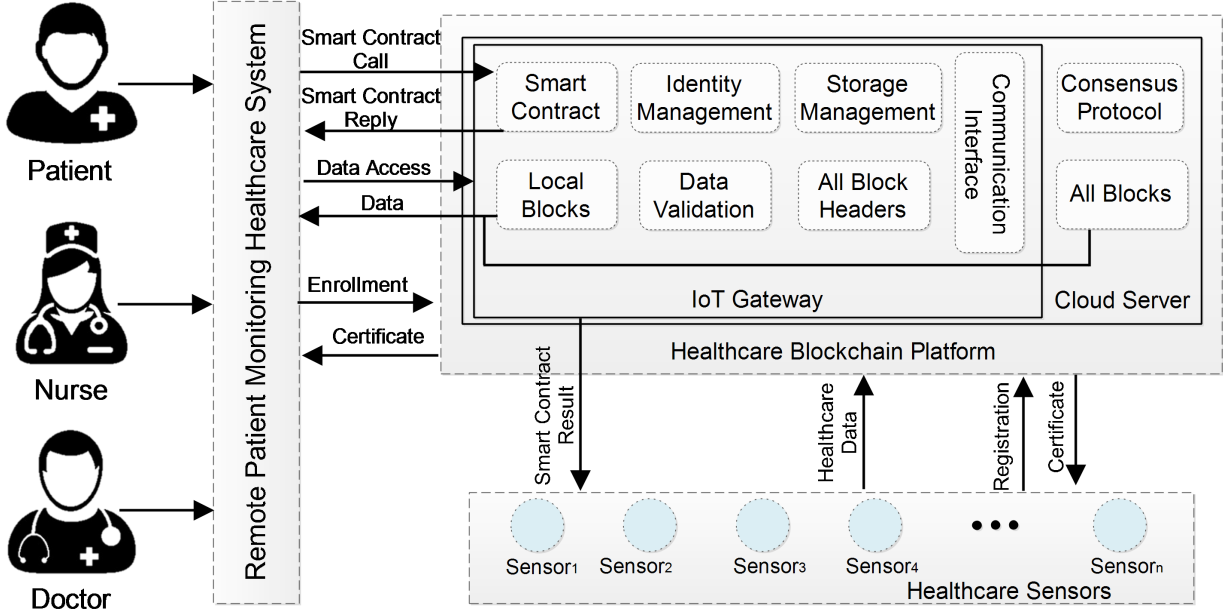 Patient
Nurse
Doctor
Remote Patient Monitoring Healthcare System
Smart Contract
Call
Smart Contract
Reply
Data Access
Data
Enrollment
Certificate
Smart
Contract
Identity
Management
Storage
Management
Communication
Interface
Consensus
Protocol
Local
Blocks
Data
Validation
All Block
Headers
All Blocks
IoT Gateway
Cloud Server
Healthcare Blockchain Platform
Smart Contract
Result
Healthcare
Data
Registration
Certificate
Sensor1
Sensor2
Sensor3
Sensor4
Sensorn
Healthcare Sensors